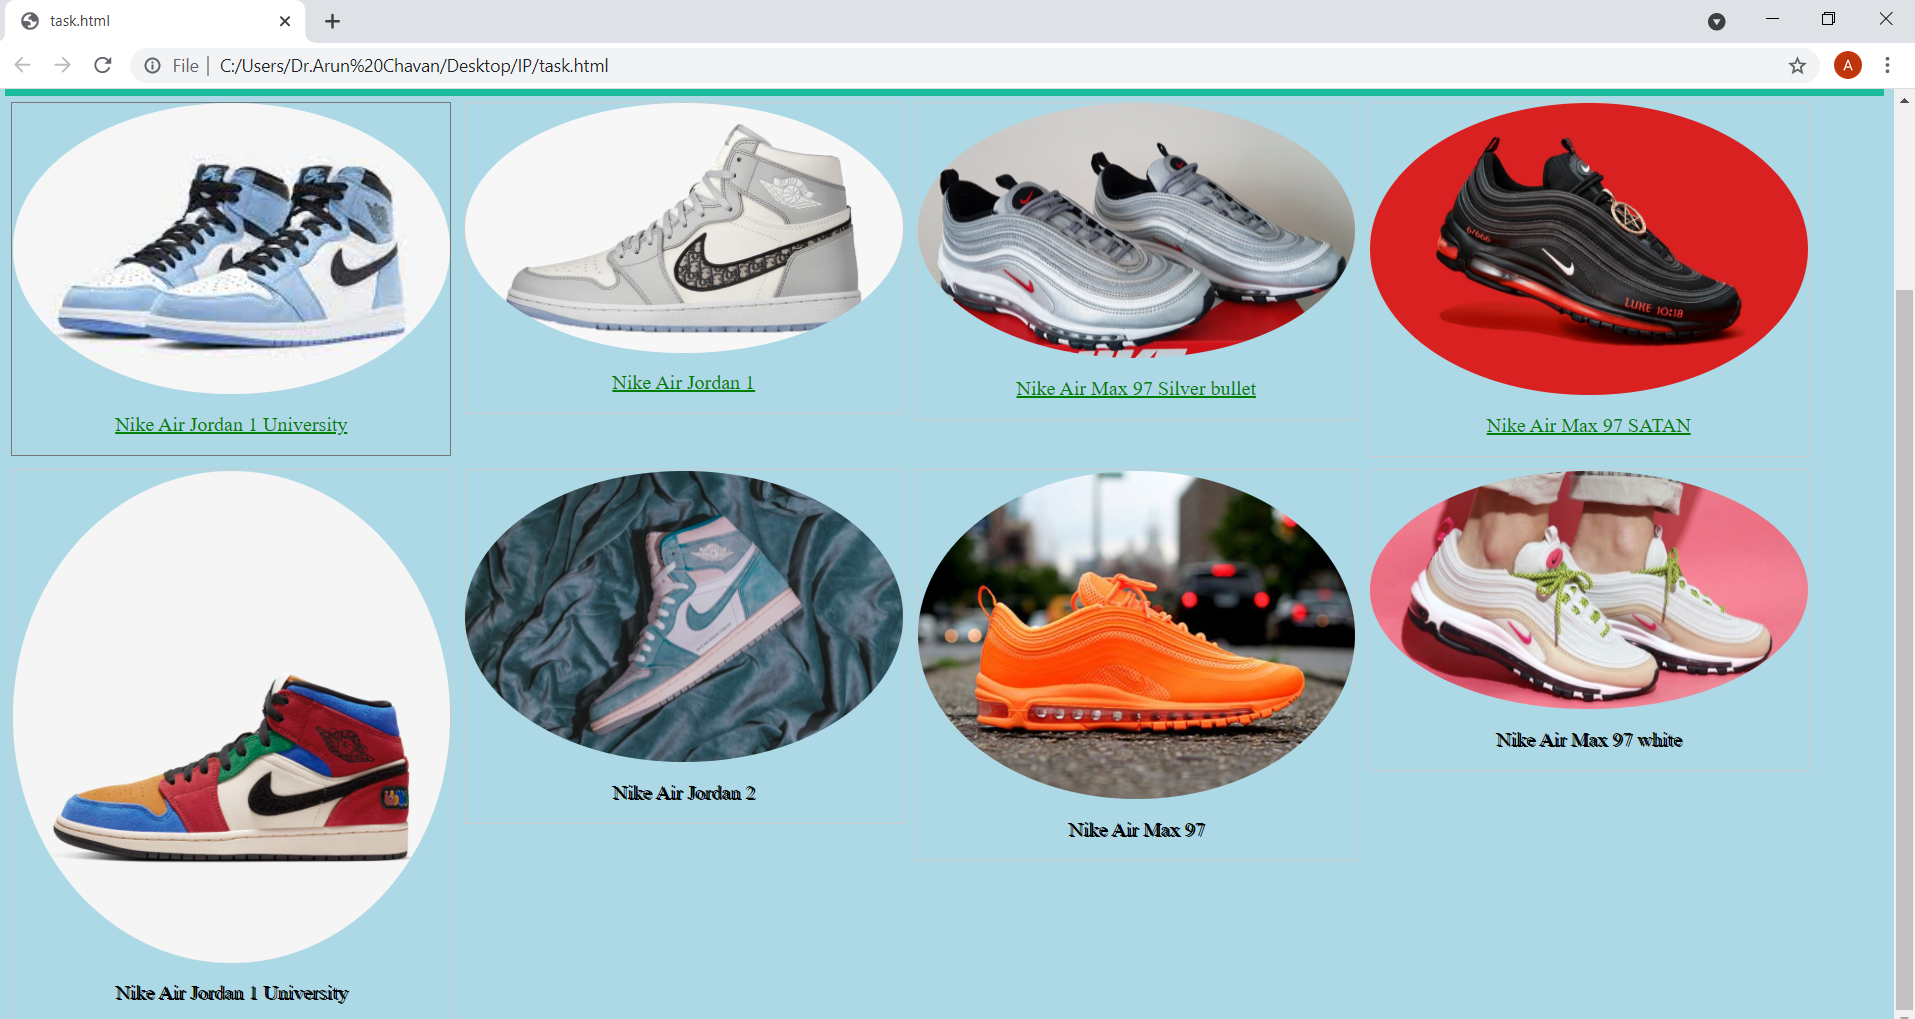 task.html
File
C:/Users/Dr.Arun%20Chavan/Desktop/IP/task.html
A
6/666
LUKE 10:18
Nike Air Jordan 1 University
Nike Air Jordan 1
Nike Air Max 97 Silver bullet
Nike Air Max 97 SATAN
Nike Air Jordan 1 University
Nike Air Jordan 2
Nike Air Max 97
Nike Air Max 97 white